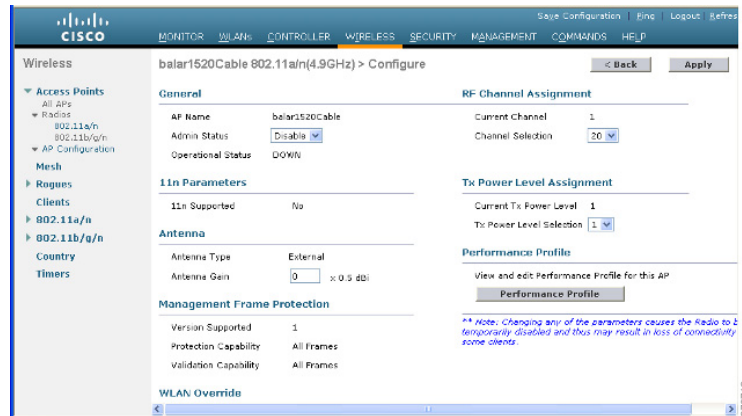 Save Configuration | Ping | Logout | Refres
CISCO
MONITOR WLANs CONTROLLER WIRELESS SECURITY MANAGEMENT COMMANDS HELP
Wireless
Access Points
All APs
Radios
802.11a/n
802.11b/g/n
AP Configuration
Mesh
Rogues
Clients
802.11a/n
802.11b/g/n
Country
Timers
balar1520Cable 802.11a/n(4.9GHz) > Configure
< Back
Apply
General
AP Name balar1520Cable
Admin Status Disable
Operational Status DOWN
11n Parameters
11n Supported No
Antenna
Antenna Type External
Antenna Gain 0 x 0.5 dBi
Management Frame Protection
Version Supported 1
Protection Capability All Frames
Validation Capability All Frames
WLAN Override
RF Channel Assignment
Current Channel 1
Channel Selection 20
Tx Power Level Assignment
Current Tx Power Level 1
Tx Power Level Selection 1
Performance Profile
View and edit Performance Profile for this AP
Performance Profile
** Note: Changing any of the parameters causes the Radio to b
temporarily disabled and thus may result in loss of connectivity
some clients.